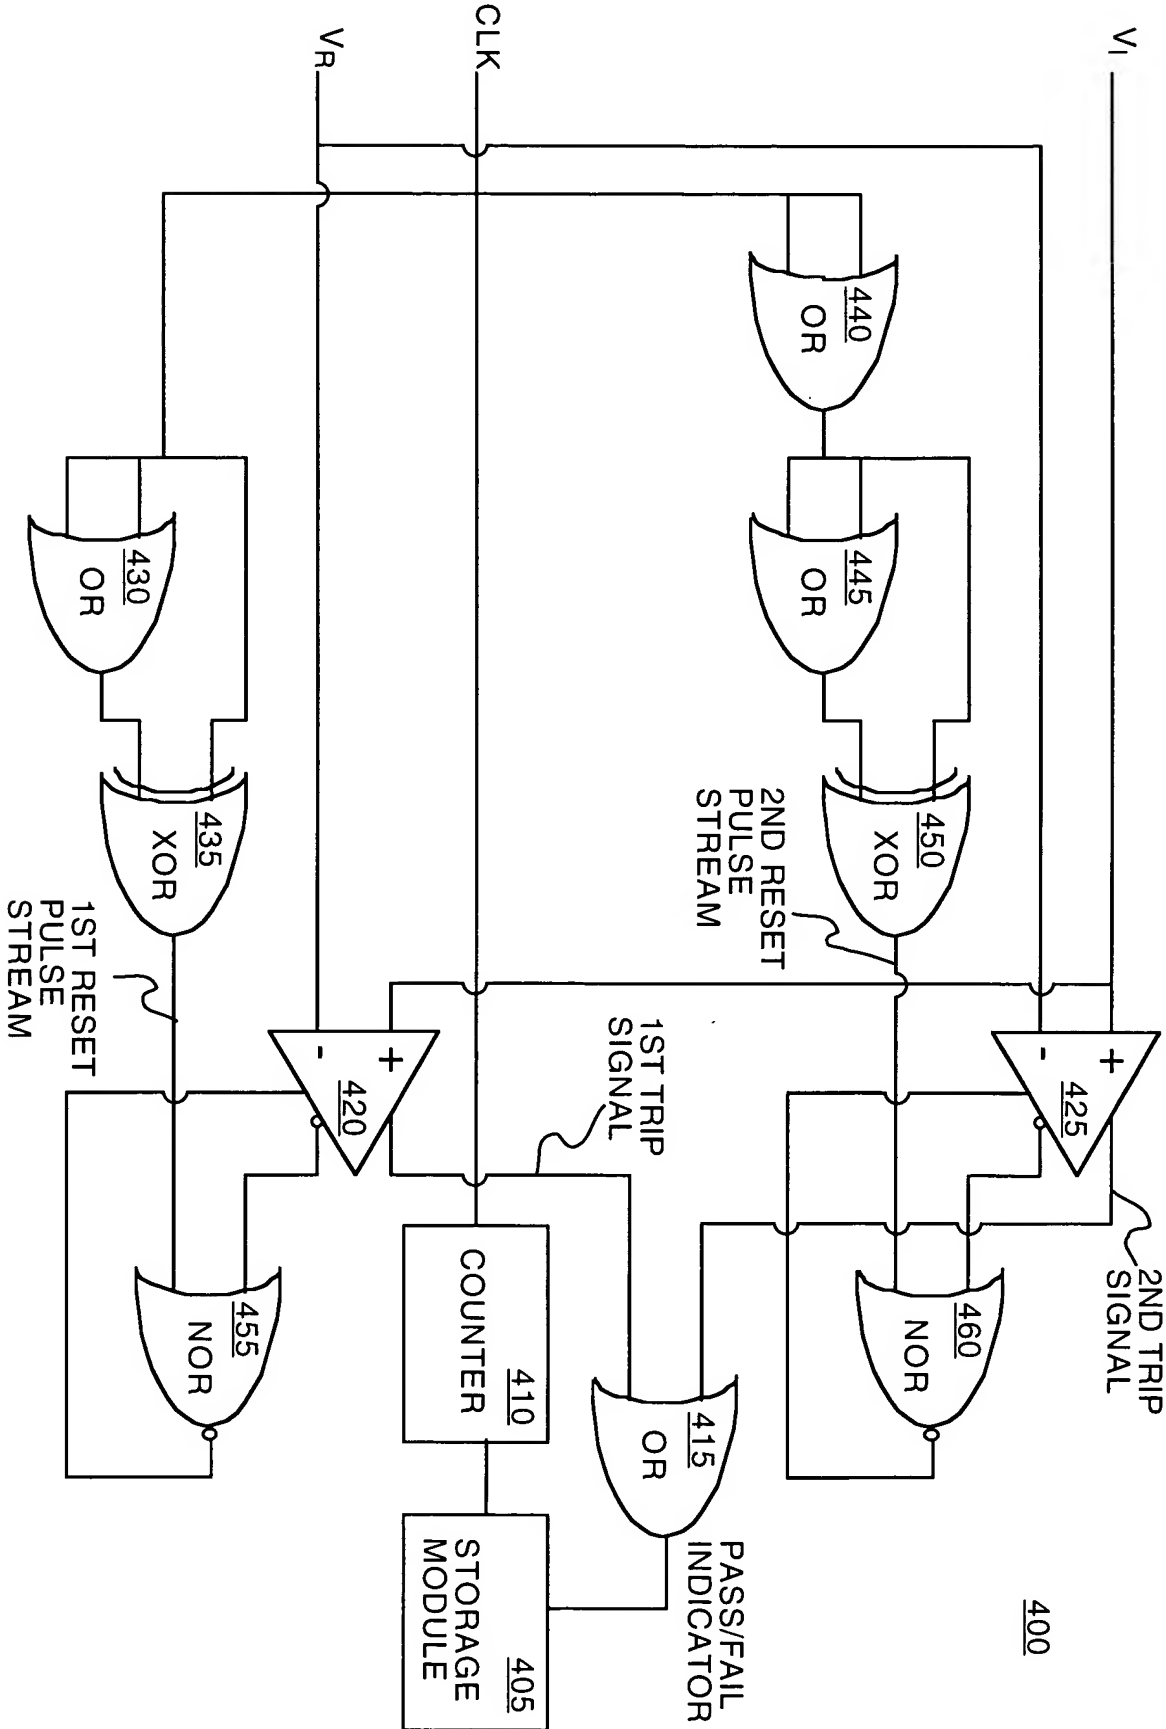 400
V_I
CLK
V_R
440
OR
445
OR
450
XOR
2ND RESET
PULSE
STREAM
430
OR
435
XOR
1ST RESET
PULSE
STREAM
+
-
425
+
-
420
2ND TRIP
SIGNAL
1ST TRIP
SIGNAL
460
NOR
455
NOR
415
OR
PASS/FAIL
INDICATOR
COUNTER
410
STORAGE
MODULE
405